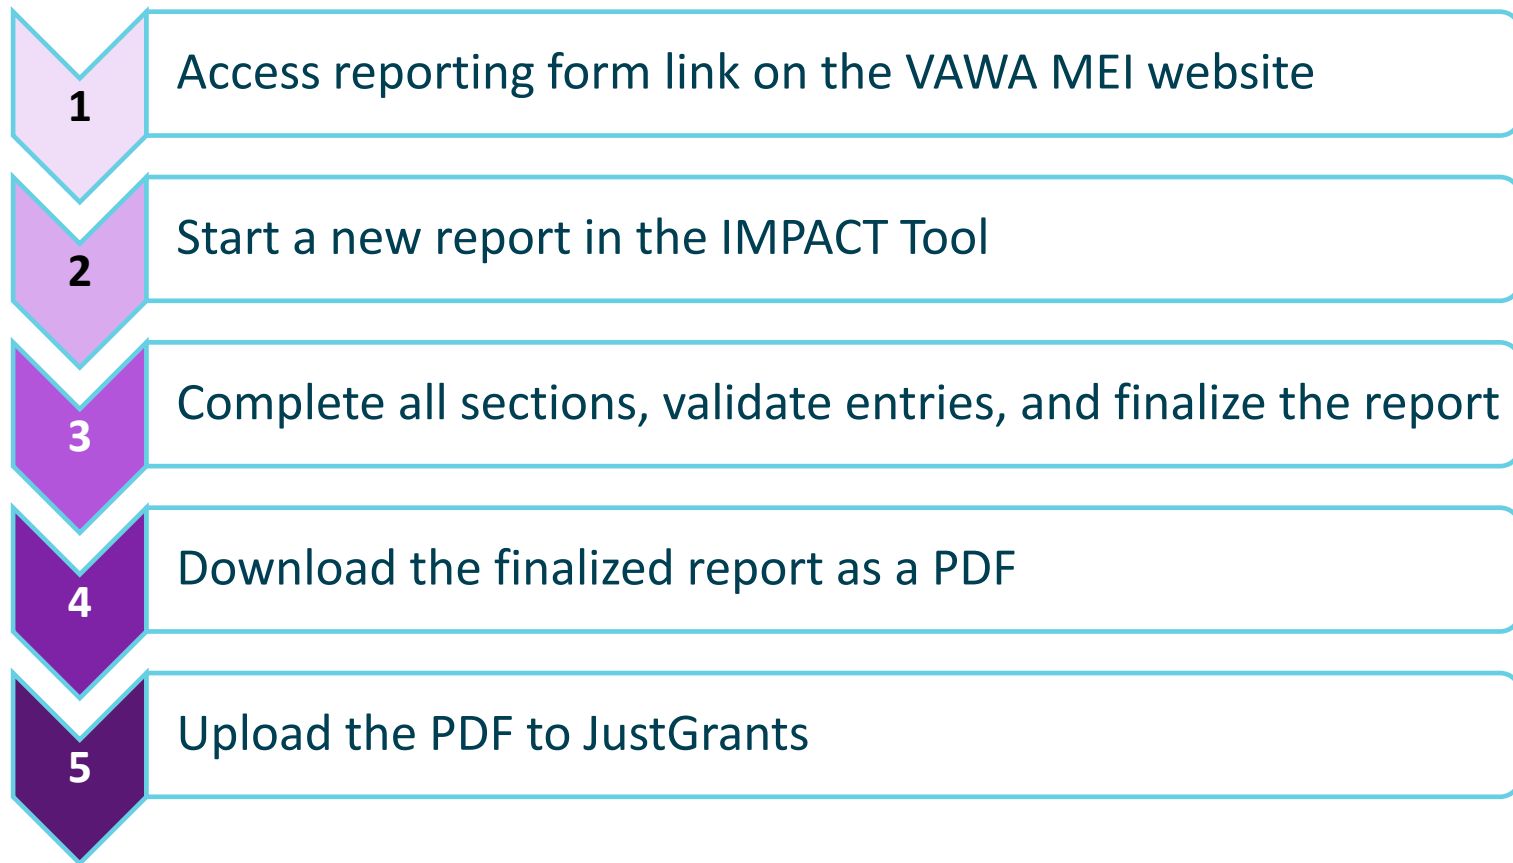 1
Access reporting form link on the VAWA MEI website
2
Start a new report in the IMPACT Tool
3
Complete all sections, validate entries, and finalize the report
4
Download the finalized report as a PDF
5
Upload the PDF to JustGrants